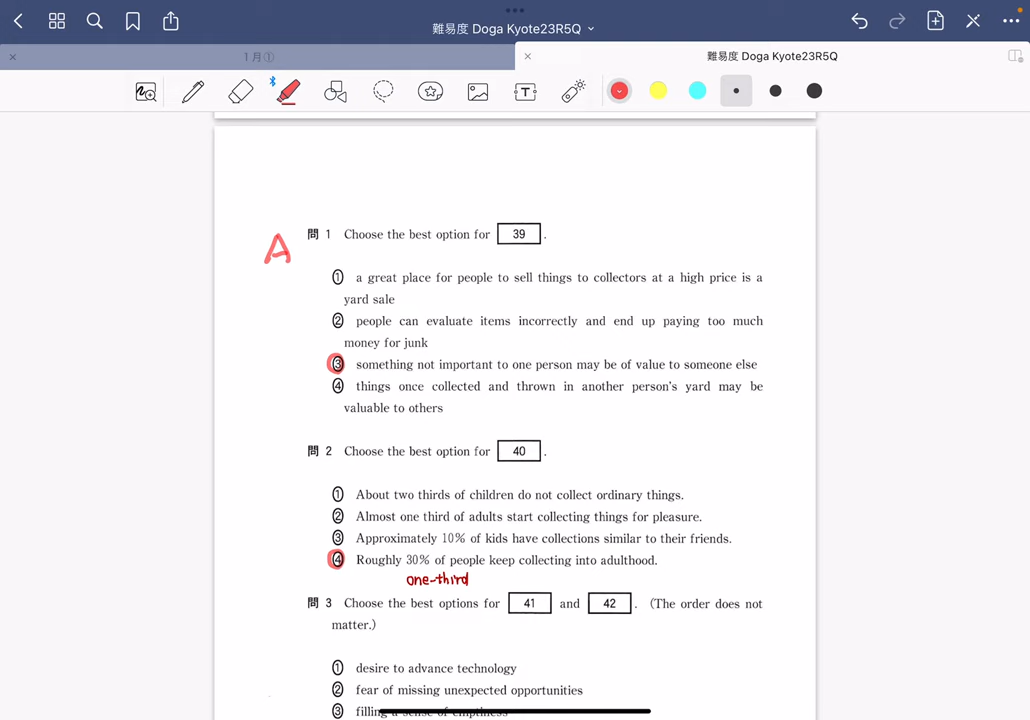 難易度 Doga Kyote23R5Q
1月①
難易度 Doga Kyote23R5Q
T
A
問 1 Choose the best option for 39 .
① a great place for people to sell things to collectors at a high price is a
yard sale
② people can evaluate items incorrectly and end up paying too much
money for junk
③ something not important to one person may be of value to someone else
④ things once collected and thrown in another person's yard may be
valuable to others
問 2 Choose the best option for 40 .
① About two thirds of children do not collect ordinary things.
② Almost one third of adults start collecting things for pleasure.
③ Approximately 10% of kids have collections similar to their friends.
④ Roughly 30% of people keep collecting into adulthood.
one-third
問 3 Choose the best options for 41 and 42 . (The order does not
matter.)
① desire to advance technology
② fear of missing unexpected opportunities
③ filling a sense of emptiness